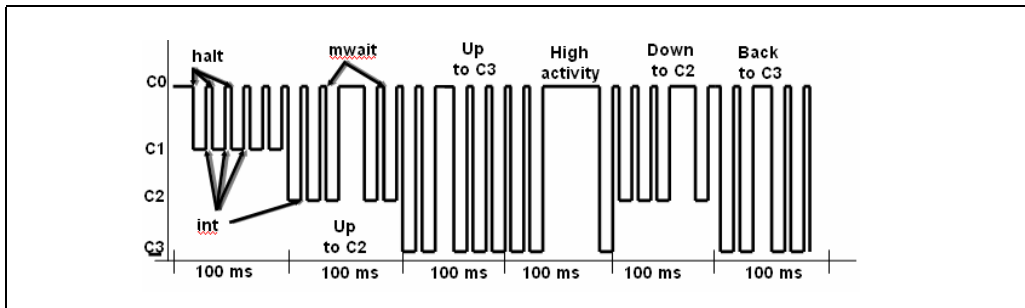 halt
mwait
Up
to C3
High
activity
Down
to C2
Back
to C3
C0
C1
C2
C3
int
Up
to C2
100 ms
100 ms
100 ms
100 ms
100 ms
100 ms